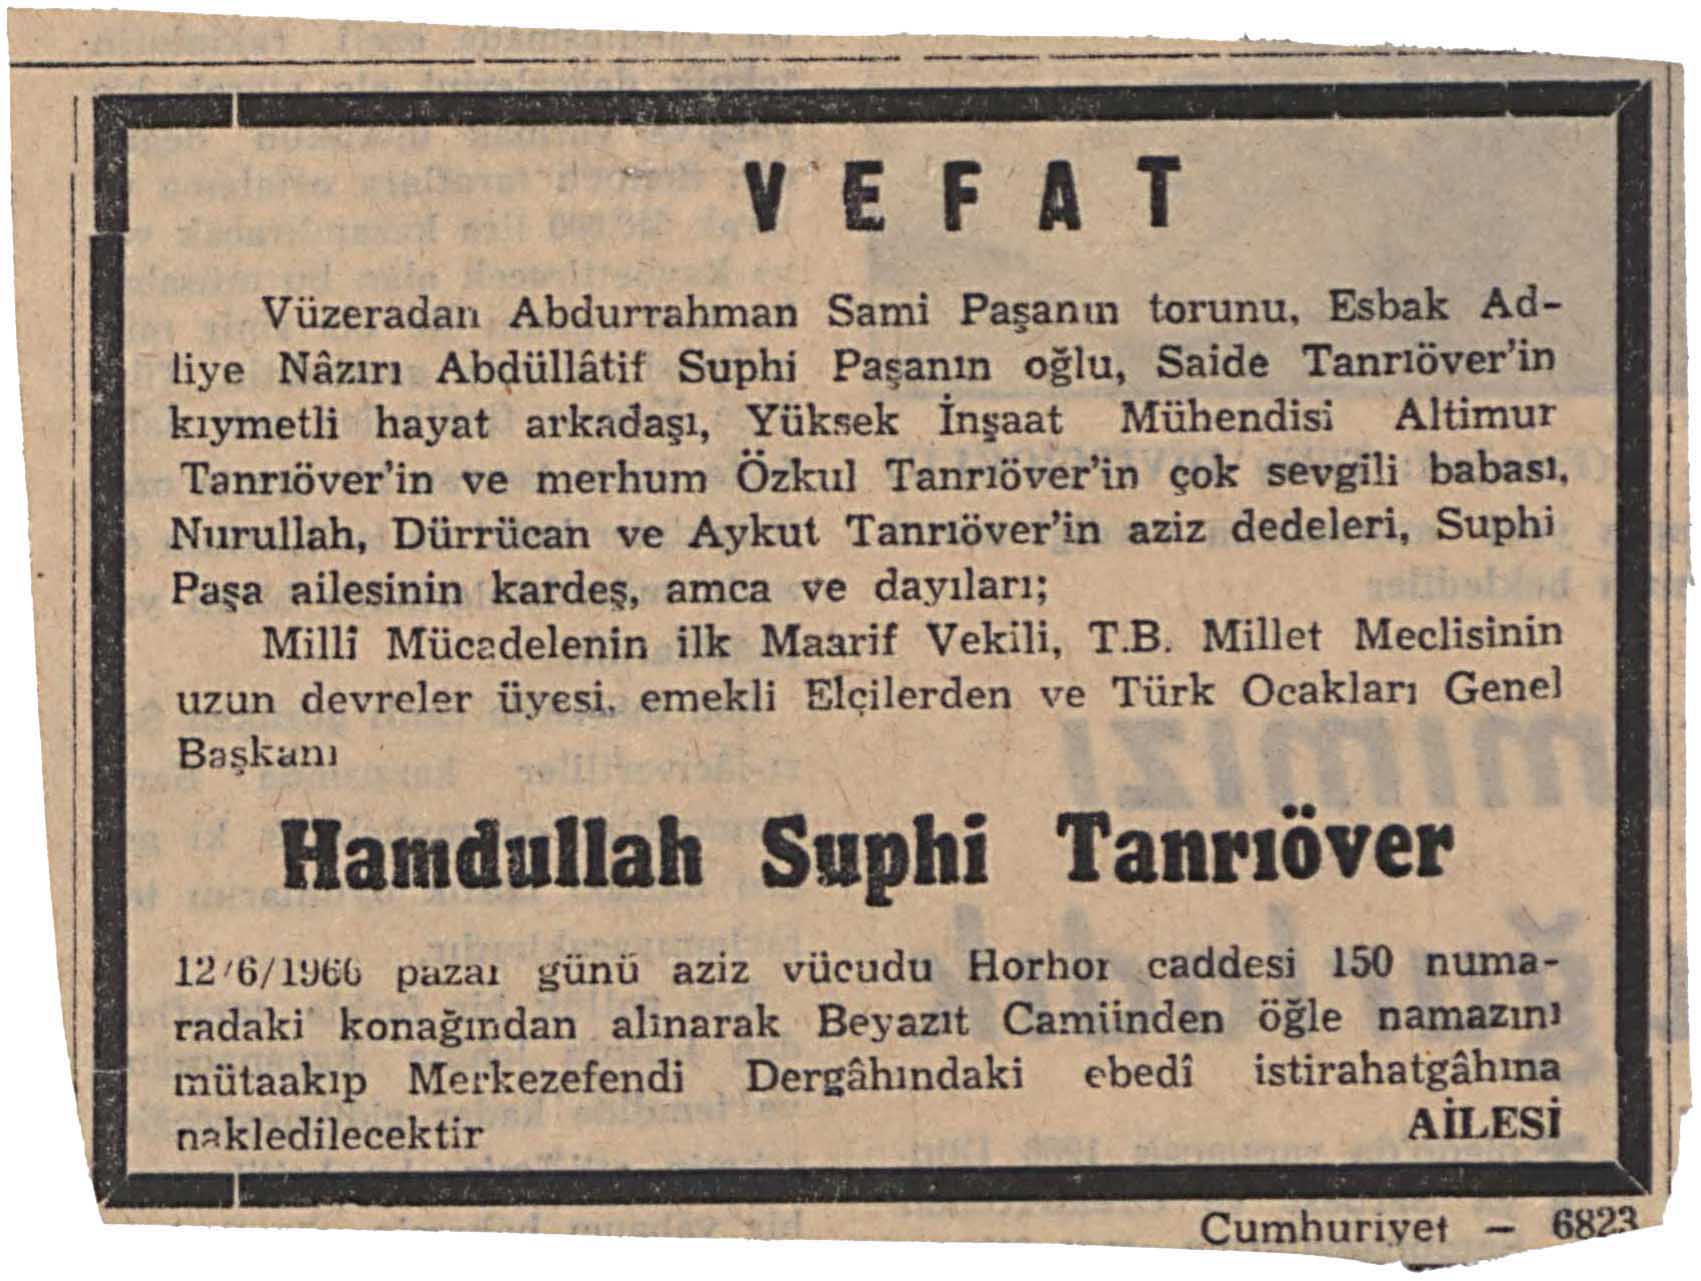 VEFAT
Vüzeradan Abdurrahman Sami Paşanın torunu, Esbak Ad-
liye Nâzırı Abdüllâtif Suphi Paşanın oğlu, Saide Tanrıöver'in
kıymetli hayat arkadaşı, Yüksek İnşaat Mühendisi Altimur
Tanrıöver'in ve merhum Özkul Tanrıöver'in çok sevgili babası,
Nurullah, Dürrücan ve Aykut Tanrıöver'in aziz dedeleri, Suphi
Paşa ailesinin kardeş, amca ve dayıları;
Millî Mücadelenin ilk Maarif Vekili, T.B. Millet Meclisinin
uzun devreler üyesi, emekli Elçilerden ve Türk Ocakları Genel
Başkanı
Hamdullah Suphi Tanrıöver
12/6/1966 pazar günü aziz vücudu Horhor caddesi 150 numa-
radaki konağından alınarak Beyazıt Camiinden öğle namazını
mütaakıp Merkezefendi Dergâhındaki ebedî istirahatgâhına
nakledilecektir
AİLESİ
Cumhuriyet — 6823